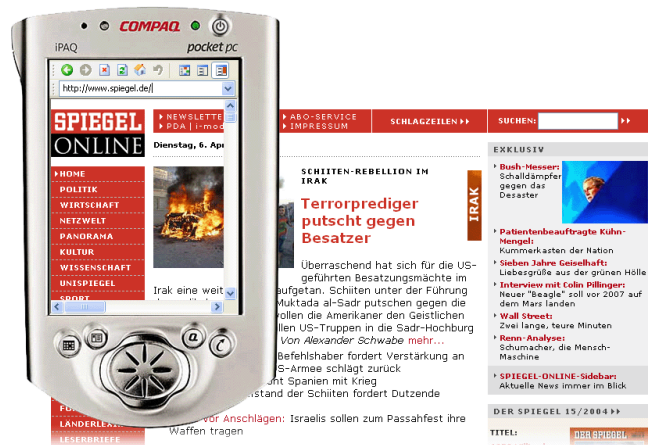 COMPAQ
iPAQ
pocket pc
http://www.spiegel.de/
SPIEGEL
ONLINE
NEWSLETTE
PDA | i-mod
ABO-SERVICE
IMPRESSUM
SCHLAGZEILEN
SUCHEN:
Dienstag, 6. Apr
HOME
POLITIK
WIRTSCHAFT
NETZWELT
PANORAMA
KULTUR
WISSENSCHAFT
UNISPIEGEL
SPORT
SCHIITEN-REBELLION IM
IRAK
Terrorprediger
putscht gegen
Besatzer
IRAK
Überraschend hat sich für die US-
geführten Besatzungsmächte im
Irak eine weit
aufgetan. Schiiten unter der Führung
Muktada al-Sadr putschen gegen die
wollen die Amerikaner den Geistlichen
llen US-Truppen in die Sadr-Hochburg
Von Alexander Schwabe mehr...
Befehlshaber fordert Verstärkung an
S-Armee schlägt zurück
ht Spanien mit Krieg
stand der Schiiten fordert Dutzende
vor Anschlägen: Israelis sollen zum Passahfest ihre
Waffen tragen
LÄNDERLEXI
LESERBRIEFE
EXKLUSIV
Bush-Messer:
Schalldämpfer
gegen das
Desaster
Patientenbeauftragte Kühn-
Mengel:
Kummerkasten der Nation
Sieben Jahre Geiselhaft:
Liebesgrüße aus der grünen Hölle
Interview mit Colin Pillinger:
Neuer "Beagle" soll vor 2007 auf
dem Mars landen
Wall Street:
Zwei lange, teure Minuten
Renn-Analyse:
Schumacher, die Mensch-
Maschine
SPIEGEL-ONLINE-Sidebar:
Aktuelle News immer im Blick
DER SPIEGEL 15/2004
TITEL:
DER SPIEGEL